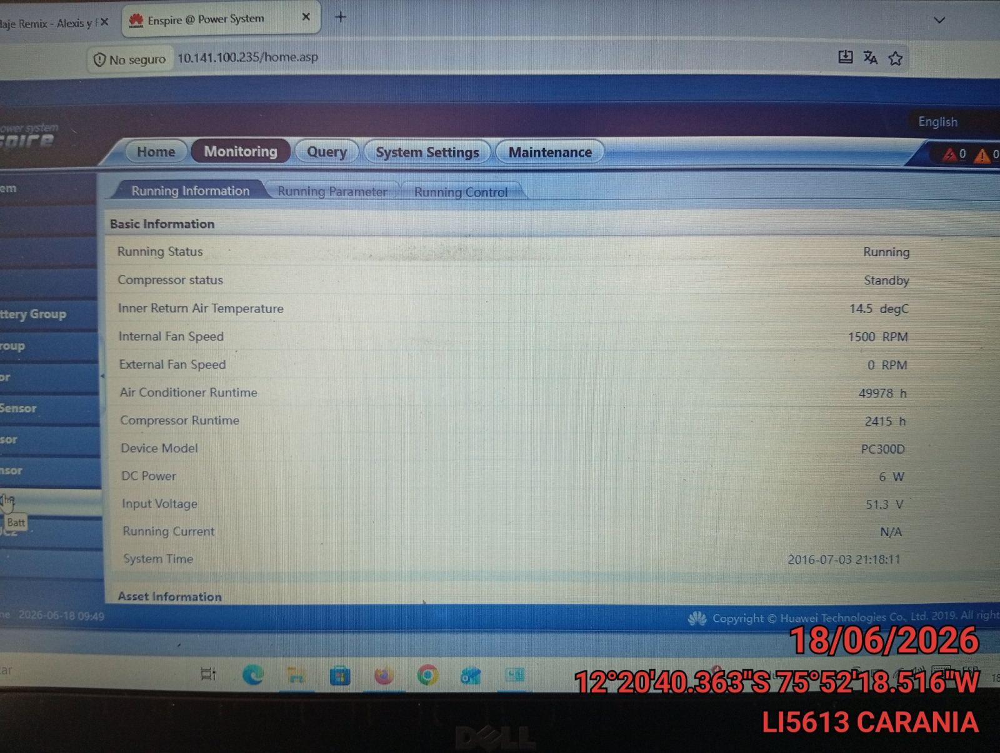 laje Remix - Alexis y F
Enspire @ Power System
No seguro 10.141.100.235/home.asp
ower system
English
Home Monitoring Query System Settings Maintenance
0 0
em
Running Information Running Parameter Running Control
Basic Information
Running Status Running
Compressor status Standby
Inner Return Air Temperature 14.5 degC
ttery Group
Internal Fan Speed 1500 RPM
roup
External Fan Speed 0 RPM
or
Air Conditioner Runtime 49978 h
Sensor
Compressor Runtime 2415 h
sor
Device Model PC300D
nsor
DC Power 6 W
Input Voltage 51.3 V
Batt
Running Current N/A
System Time 2016-07-03 21:18:11
Asset Information
ne 2026-06-18 09:49
Copyright © Huawei Technologies Co., Ltd. 2019. All right
18/06/2026
ar
ESP
12°20'40.363"S 75°52'18.516"W
LI5613 CARANIA
DELL